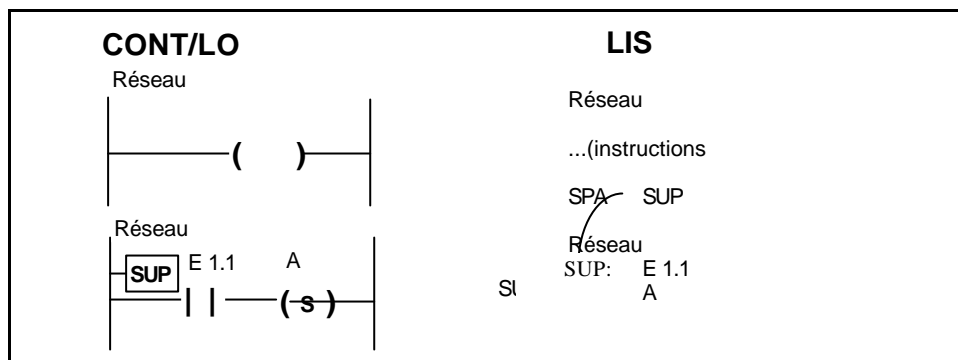 CONT/LO
Réseau
( )
Réseau
SUP E 1.1 A
( s )
LIS
Réseau
...(instructions
SPA SUP
Réseau
SUP: E 1.1
A